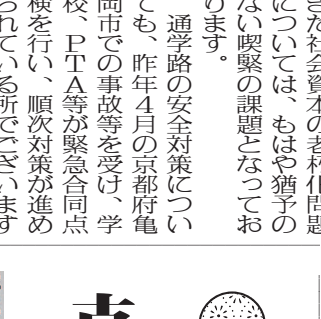 きた社会資本の老朽化問題
については、もはや猶予の
ない喫緊の課題となってお
ります。
　通学路の安全対策につい
ても、昨年４月の京都府亀
岡市での事故等を受け、学
校、ＰＴＡ等が緊急合同点
検を行い、順次対策が進め
られている所でございます